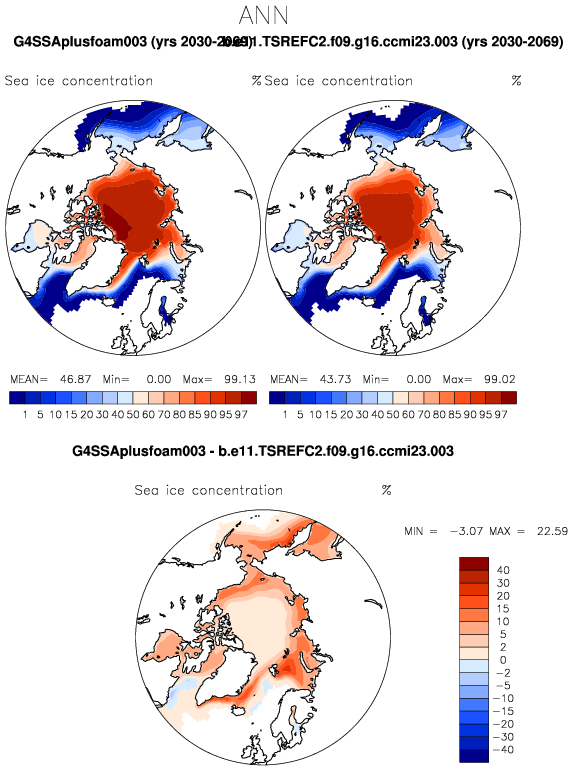 ANN
G4SSAplusfoam003 (yrs 2030-2069) b.e11.TSREFC2.f09.g16.ccmi23.003 (yrs 2030-2069)
Sea ice concentration % Sea ice concentration %
MEAN= 46.87 Min= 0.00 Max= 99.13 MEAN= 43.73 Min= 0.00 Max= 99.02
1 5 10 15 20 30 40 50 60 70 80 85 90 95 97 1 5 10 15 20 30 40 50 60 70 80 85 90 95 97
G4SSAplusfoam003 - b.e11.TSREFC2.f09.g16.ccmi23.003
Sea ice concentration %
MIN = -3.07 MAX = 22.59
40
30
20
15
10
5
2
0
-2
-5
-10
-15
-20
-30
-40